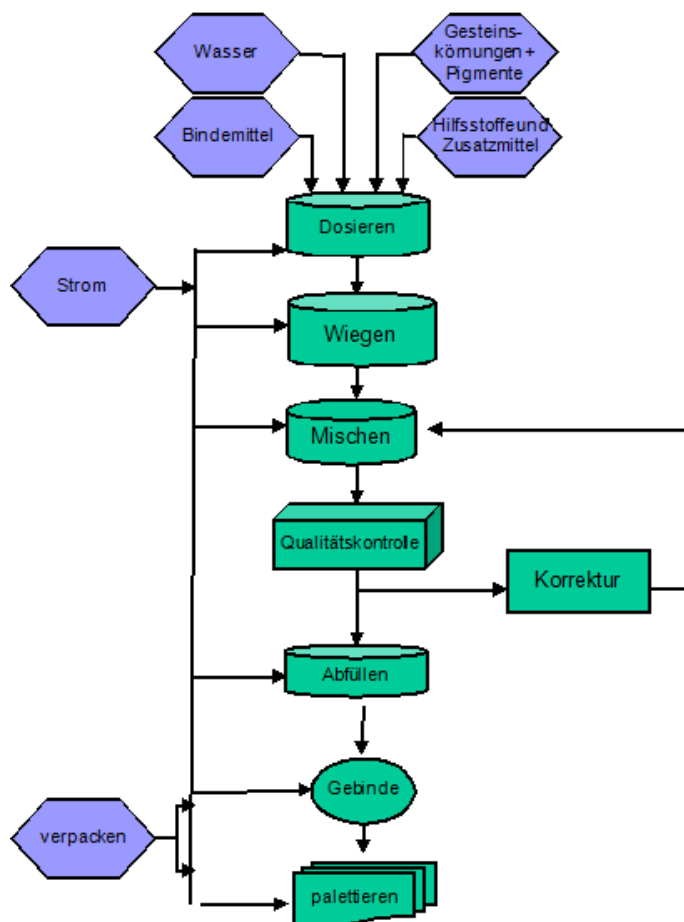 Wasser
Gesteins-
körnungen +
Pigmente
Bindemittel
Hilfsstoffeund
Zusatzmittel
Dosieren
Strom
Wiegen
Mischen
Qualitätskontrolle
Korrektur
Abfüllen
Gebinde
verpacken
palettieren